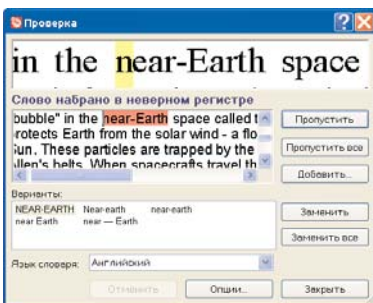 Проверка
in the near-Earth space
Слово набрано в неверном регистре
bubble" in the near-Earth space called t
rotects Earth from the solar wind - a flo
Sun. These particles are trapped by the
Allen's belts. When spacecrafts travel th
Пропустить
Пропустить все
Добавить...
Варианты:
NEAR-EARTH Near-earth near-earth
near Earth near — Earth
Заменить
Заменить все
Язык словаря: Английский
Отменить Опции... Закрыть